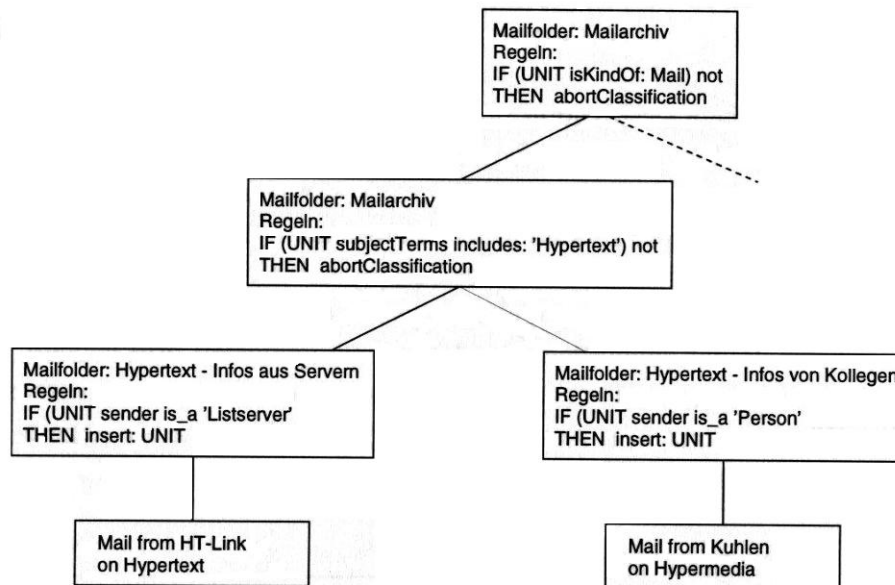 Mailfolder: Mailarchiv
Regeln:
IF (UNIT isKindOf: Mail) not
THEN abortClassification
Mailfolder: Mailarchiv
Regeln:
IF (UNIT subjectTerms includes: 'Hypertext') not
THEN abortClassification
Mailfolder: Hypertext - Infos aus Servern
Regeln:
IF (UNIT sender is_a 'Listserver'
THEN insert: UNIT
Mailfolder: Hypertext - Infos von Kollegen
Regeln:
IF (UNIT sender is_a 'Person'
THEN insert: UNIT
Mail from HT-Link
on Hypertext
Mail from Kuhlen
on Hypermedia